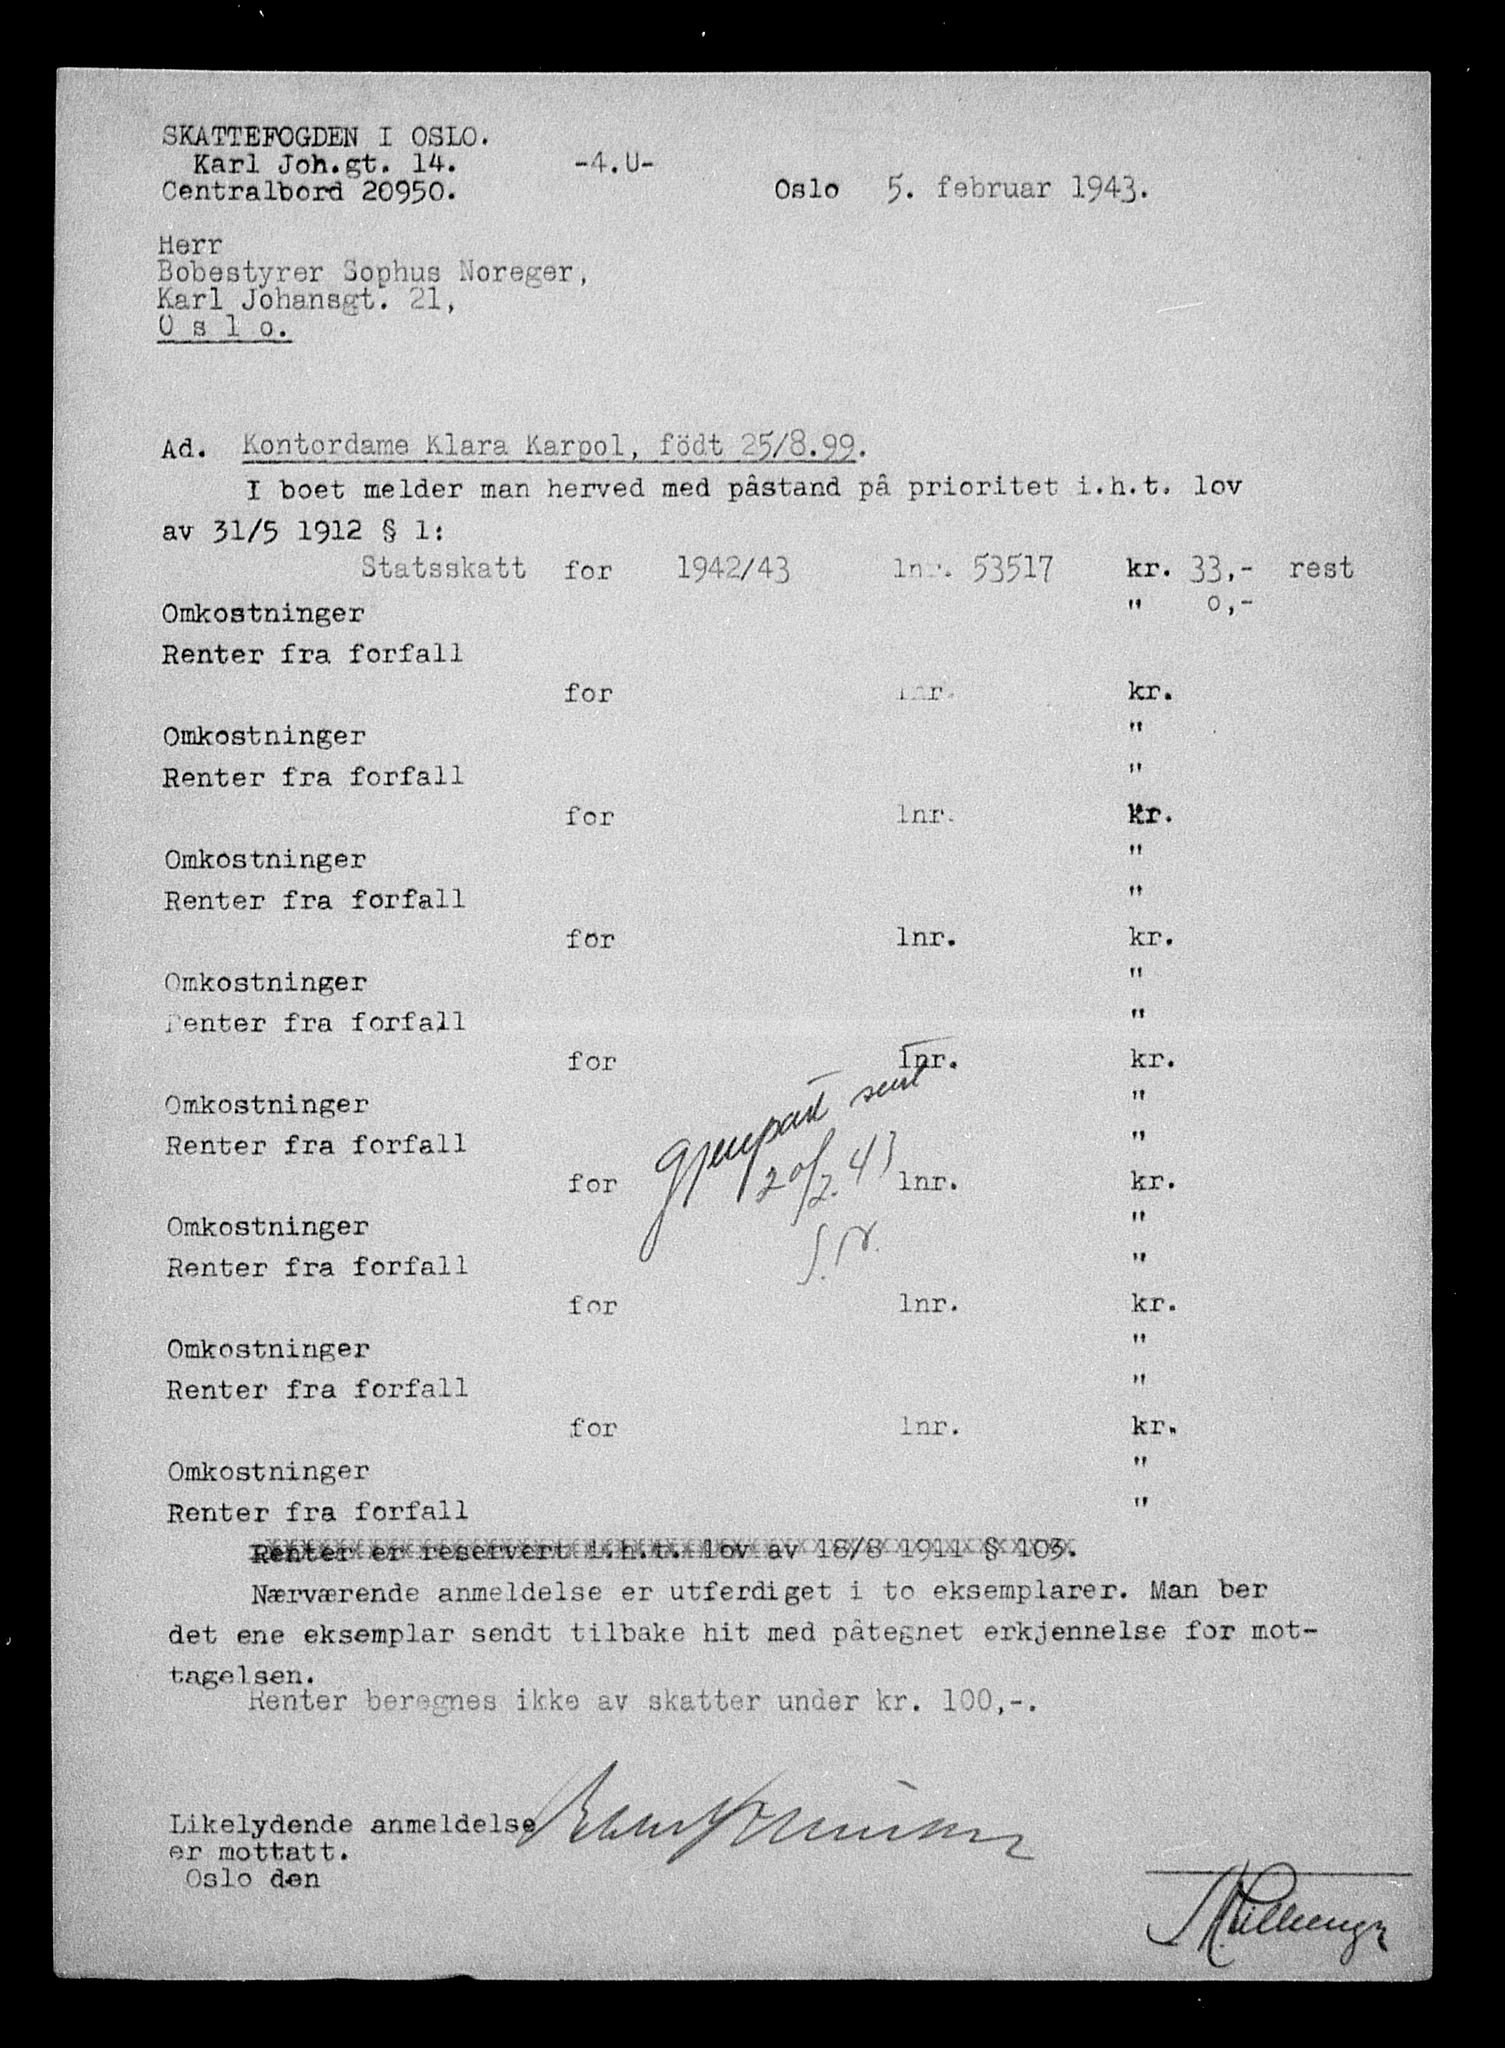 SKATTEFOGDEN I OSLO.
Karl Joh.gt. 14. -4.U-
Centralbord 20950. Oslo 5. februar 1943.
Herr
Bobestyrer Sophus Noreger,
Karl Johansgt. 21,
O s l o.
Ad. Kontordame Klara Karpol, födt 25/8.99.
I boet melder man herved med påstand på prioritet i.h.t. lov
av 31/5 1912 § 1:
Statsskatt for 1942/43 lnr. 53517 kr. 33,- rest
Omkostninger " 0,-
Renter fra forfall
for lnr. kr.
Omkostninger "
Renter fra forfall "
for lnr. kr.
Omkostninger "
Renter fra forfall "
for lnr. kr.
Omkostninger "
Renter fra forfall "
for lnr. kr.
Omkostninger "
Renter fra forfall "
gjenpart sent
20/2.43
S.N.
for lnr. kr.
Omkostninger "
Renter fra forfall "
for lnr. kr.
Omkostninger "
Renter fra forfall "
for lnr. kr.
Omkostninger "
Renter fra forfall "
Renter er reservert i.h.t. lov av 18/8 1911 § 103.
Nærværende anmeldelse er utferdiget i to eksemplarer. Man ber
det ene eksemplar sendt tilbake hit med påtegnet erkjennelse for mot-
tagelsen.
Renter beregnes ikke av skatter under kr. 100,-.
Likelydende anmeldelse
er mottatt.
Oslo den